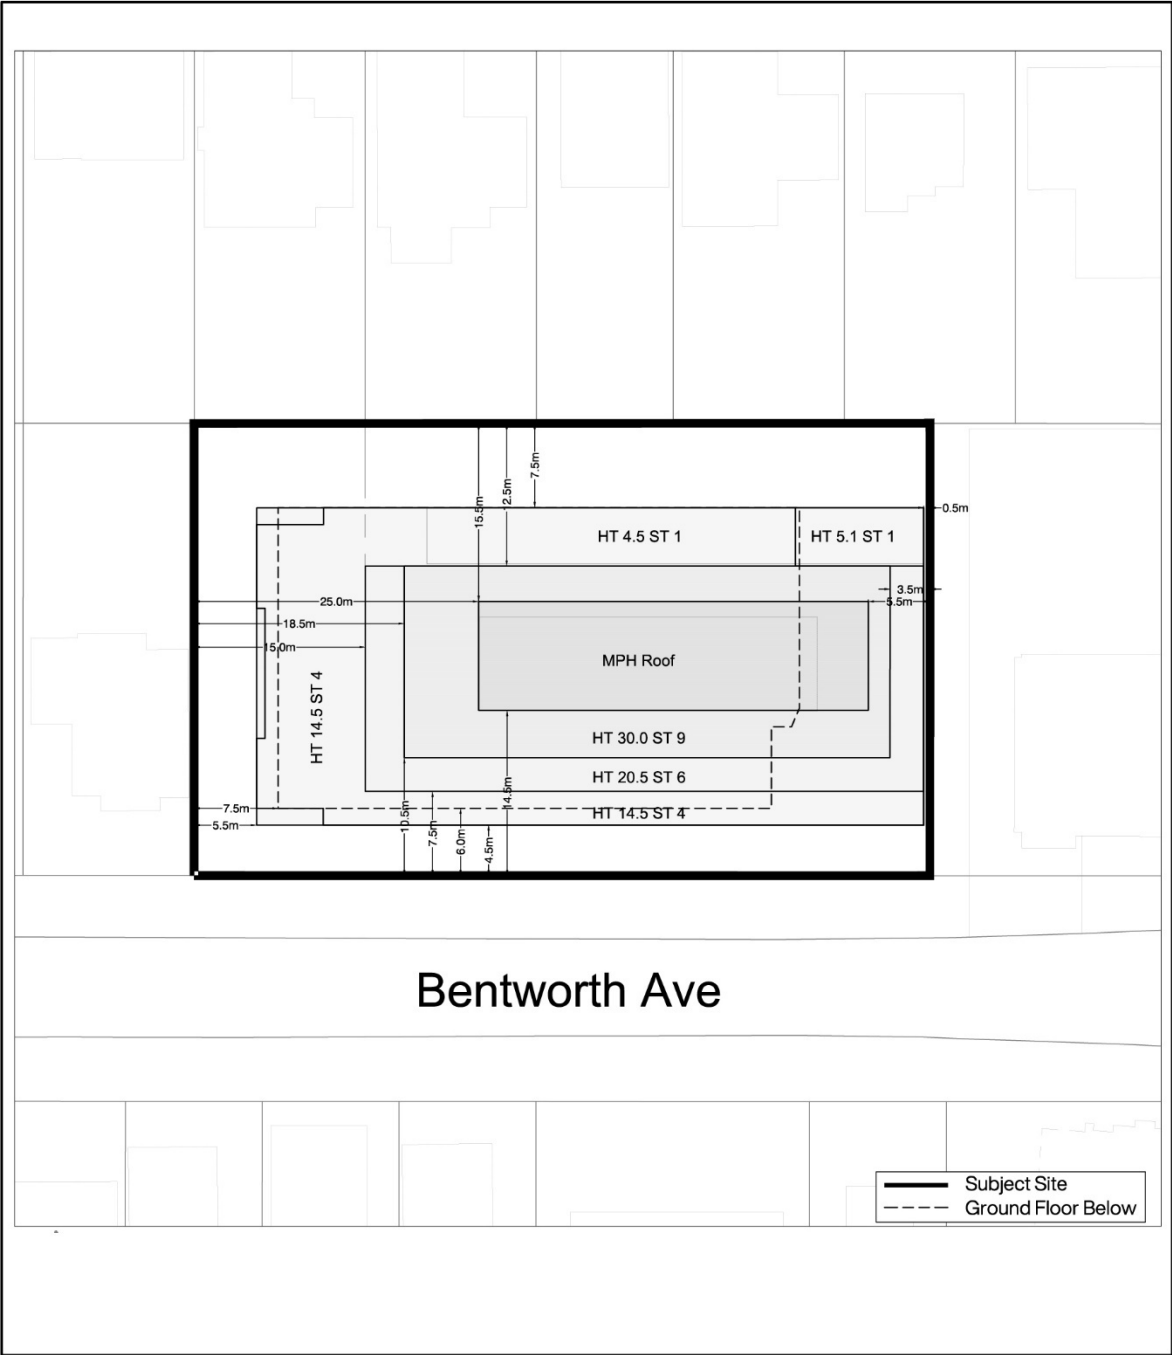 7.5m
12.5m
15.5m
0.5m
HT 4.5 ST 1
HT 5.1 ST 1
3.5m
25.0m
5.5m
18.5m
15.0m
MPH Roof
HT 14.5 ST 4
HT 30.0 ST 9
HT 20.5 ST 6
14.5m
7.5m
10.5m
HT 14.5 ST 4
5.5m
7.5m
6.0m
4.5m
Bentworth Ave
Subject Site
Ground Floor Below